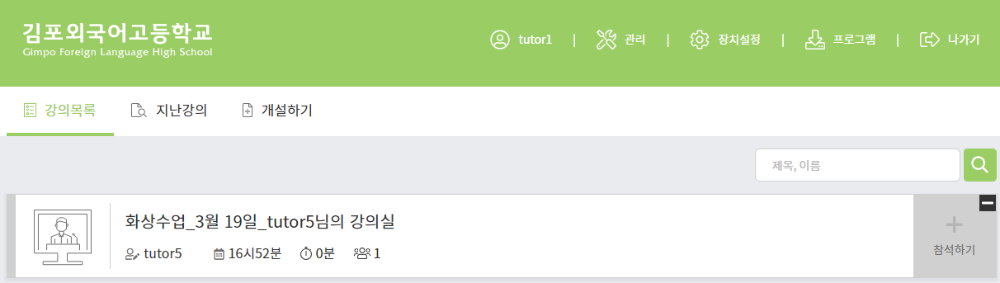 김포외국어고등학교
Gimpo Foreign Language High School
tutor1 | 관리 | 장치설정 | 프로그램 | 나가기
강의목록 지난강의 개설하기
제목, 이름
화상수업_3월 19일_tutor5님의 강의실
tutor5 16시52분 0분 1
참석하기